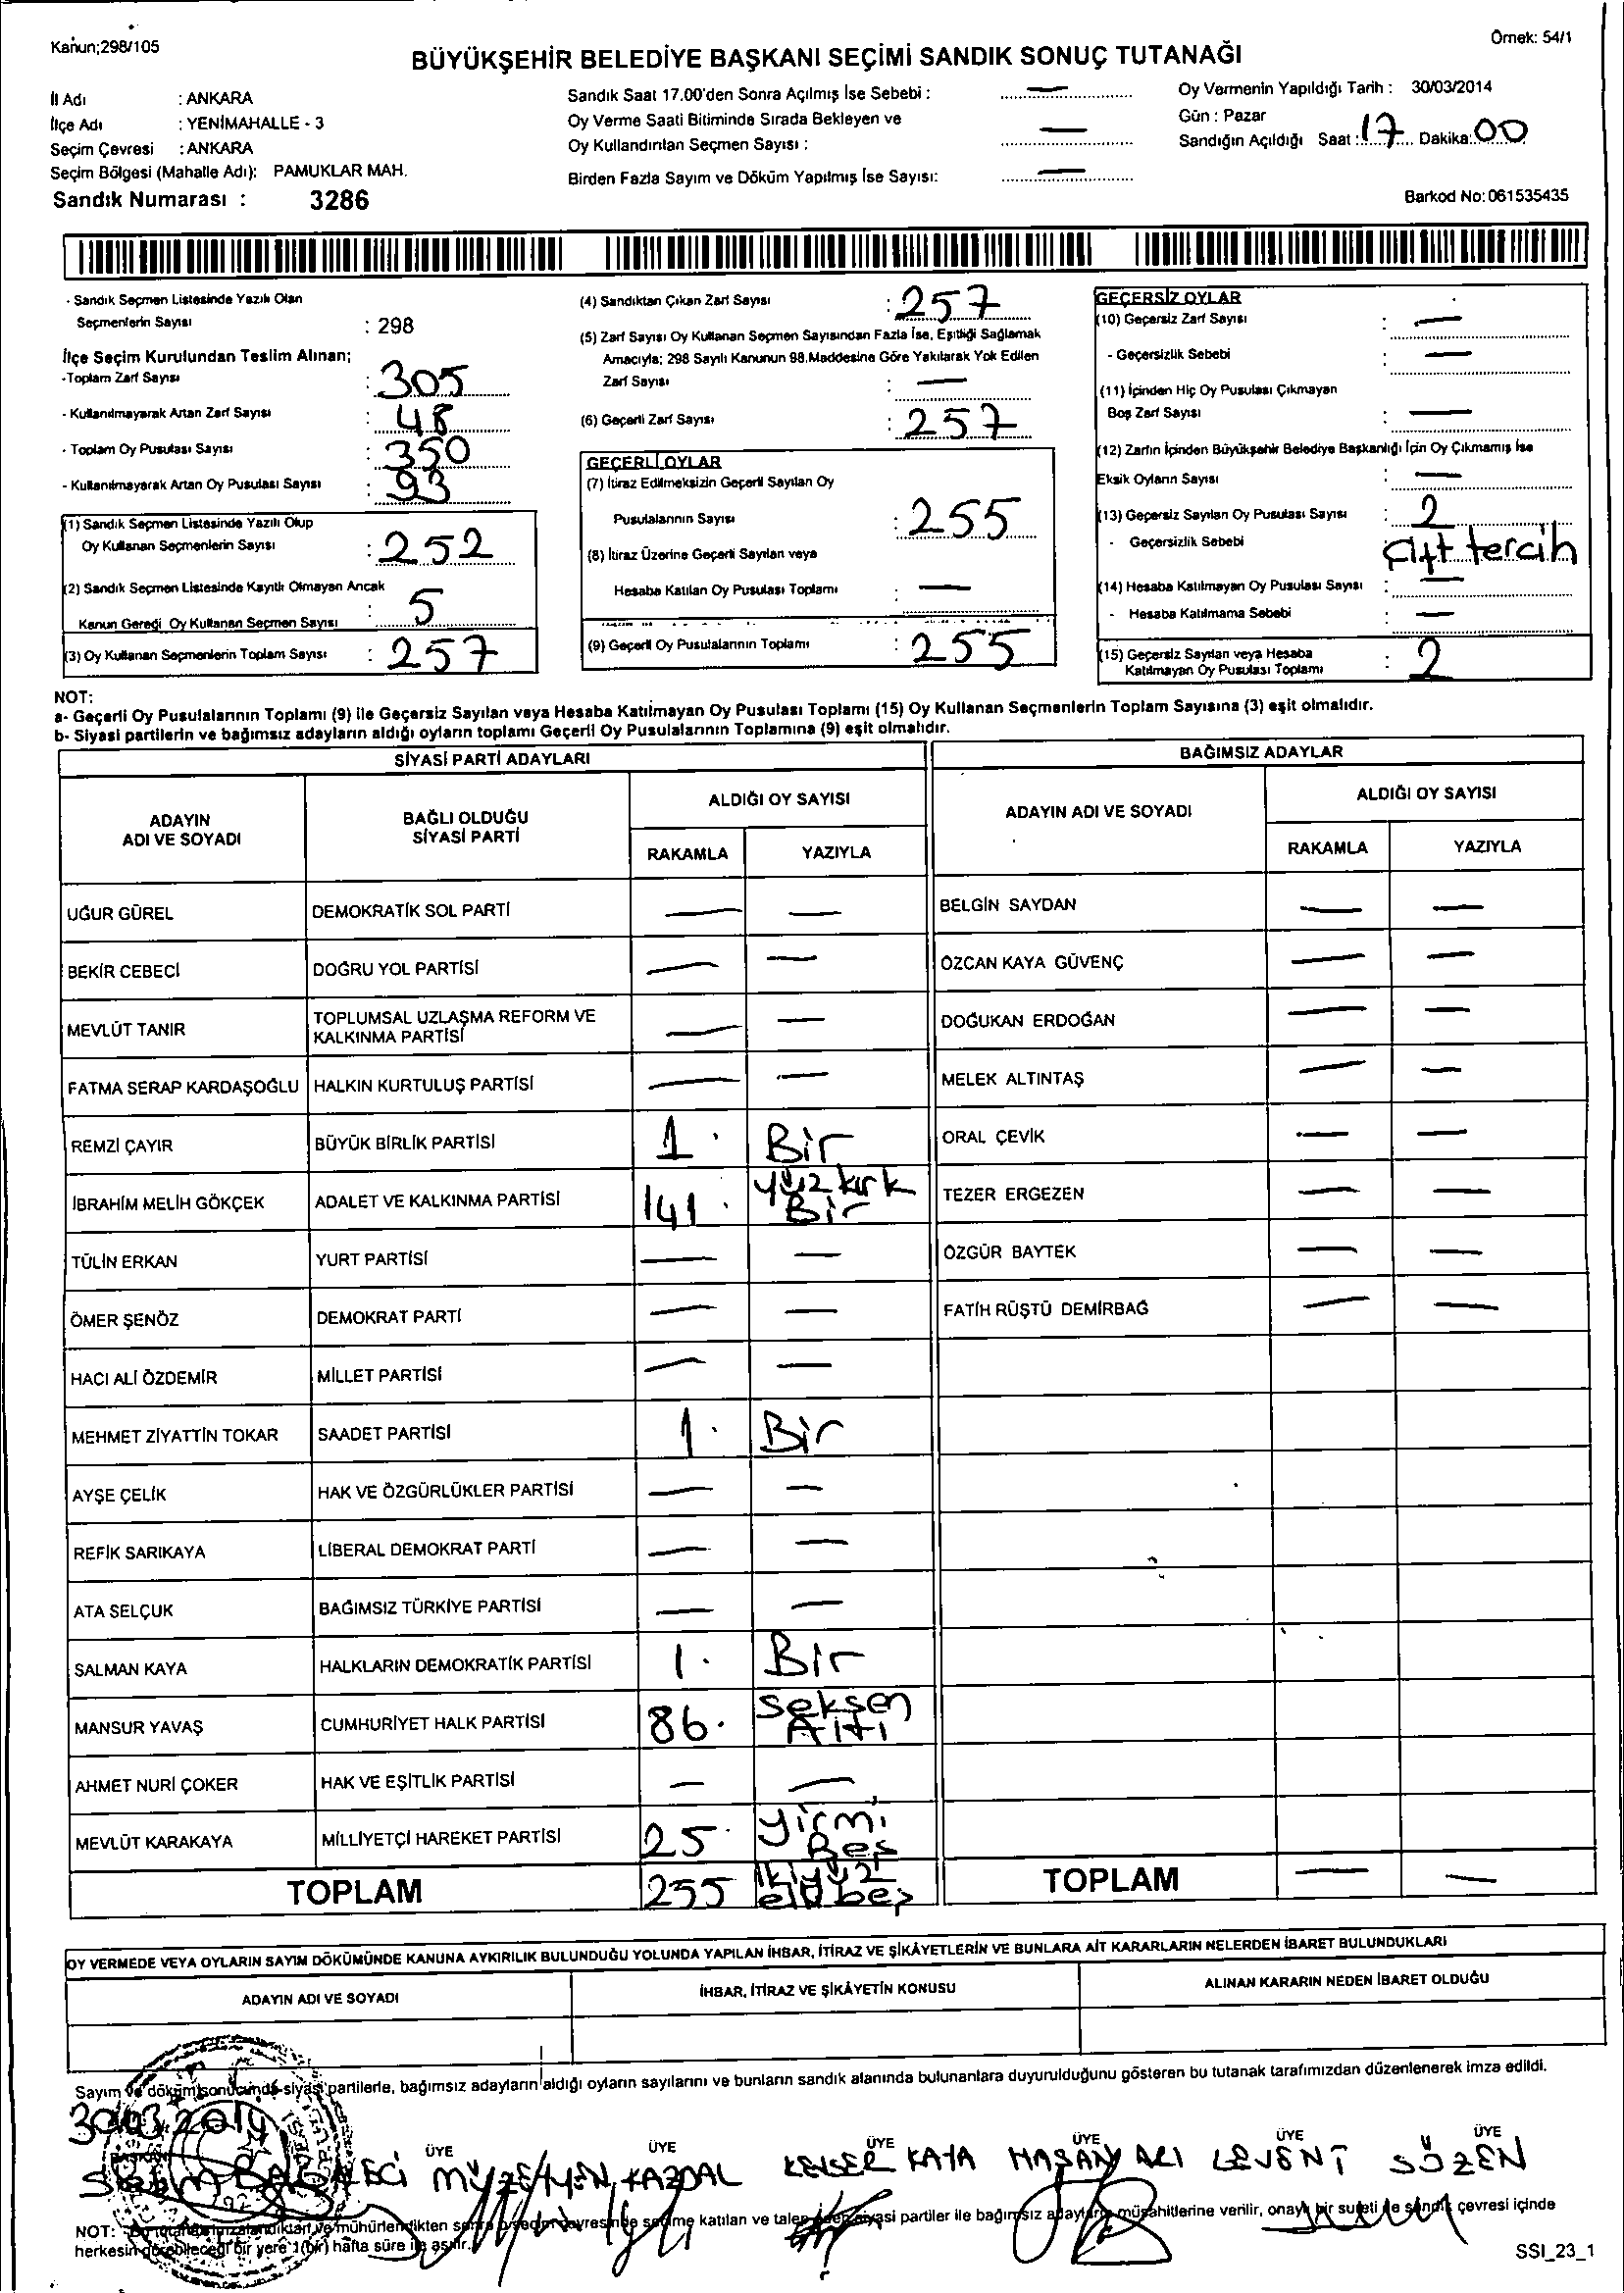 Kanun;298/105
Örnek: 54/1
BÜYÜKŞEHİR BELEDİYE BAŞKANI SEÇİMİ SANDIK SONUÇ TUTANAĞI
İl Adı : ANKARA
İlçe Adı : YENİMAHALLE - 3
Seçim Çevresi : ANKARA
Seçim Bölgesi (Mahalle Adı): PAMUKLAR MAH.
Sandık Numarası : 3286
Sandık Saat 17.00'den Sonra Açılmış İse Sebebi : —
Oy Verme Saati Bitiminde Sırada Bekleyen ve
Oy Kullandırılan Seçmen Sayısı : —
Birden Fazla Sayım ve Döküm Yapılmış İse Sayısı: —
Oy Vermenin Yapıldığı Tarih : 30/03/2014
Gün : Pazar
Sandığın Açıldığı Saat : 17 Dakika: 00
Barkod No: 061535435
- Sandık Seçmen Listesinde Yazılı Olan
Seçmenlerin Sayısı : 298
İlçe Seçim Kurulundan Teslim Alınan;
-Toplam Zarf Sayısı : 305
- Kullanılmayarak Artan Zarf Sayısı : 48
- Toplam Oy Pusulası Sayısı : 350
- Kullanılmayarak Artan Oy Pusulası Sayısı : 93
(1) Sandık Seçmen Listesinde Yazılı Olup
Oy Kullanan Seçmenlerin Sayısı : 252
(2) Sandık Seçmen Listesinde Kayıtlı Olmayan Ancak
Kanun Gereği Oy Kullanan Seçmen Sayısı : 5
(3) Oy Kullanan Seçmenlerin Toplam Sayısı : 257
(4) Sandıktan Çıkan Zarf Sayısı : 257
(5) Zarf Sayısı Oy Kullanan Seçmen Sayısından Fazla İse, Eşitliği Sağlamak
Amacıyla; 298 Sayılı Kanunun 98.Maddesine Göre Yakılarak Yok Edilen
Zarf Sayısı : —
(6) Geçerli Zarf Sayısı : 257
GEÇERLİ OYLAR
(7) İtiraz Edilmeksizin Geçerli Sayılan Oy
Pusulalarının Sayısı : 255
(8) İtiraz Üzerine Geçerli Sayılan veya
Hesaba Katılan Oy Pusulası Toplamı : —
(9) Geçerli Oy Pusulalarının Toplamı : 255
GEÇERSİZ OYLAR
(10) Geçersiz Zarf Sayısı : —
- Geçersizlik Sebebi : —
(11) İçinden Hiç Oy Pusulası Çıkmayan
Boş Zarf Sayısı : —
(12) Zarfın İçinden Büyükşehir Belediye Başkanlığı İçin Oy Çıkmamış İse
Eksik Oyların Sayısı : —
(13) Geçersiz Sayılan Oy Pusulası Sayısı : 2
- Geçersizlik Sebebi : Çift tercih
(14) Hesaba Katılmayan Oy Pusulası Sayısı : —
- Hesaba Katılmama Sebebi : —
(15) Geçersiz Sayılan veya Hesaba
Katılmayan Oy Pusulası Toplamı : 2
NOT:
a- Geçerli Oy Pusulalarının Toplamı (9) ile Geçersiz Sayılan veya Hesaba Katılmayan Oy Pusulası Toplamı (15) Oy Kullanan Seçmenlerin Toplam Sayısına (3) eşit olmalıdır.
b- Siyasi partilerin ve bağımsız adayların aldığı oyların toplamı Geçerli Oy Pusulalarının Toplamına (9) eşit olmalıdır.
SİYASİ PARTİ ADAYLARI
ADAYIN
ADI VE SOYADI
BAĞLI OLDUĞU
SİYASİ PARTİ
ALDIĞI OY SAYISI
RAKAMLA YAZIYLA
UĞUR GÜREL DEMOKRATİK SOL PARTİ — —
BEKİR CEBECİ DOĞRU YOL PARTİSİ — —
MEVLÜT TANIR TOPLUMSAL UZLAŞMA REFORM VE
KALKINMA PARTİSİ — —
FATMA SERAP KARDAŞOĞLU HALKIN KURTULUŞ PARTİSİ — —
REMZİ ÇAYIR BÜYÜK BİRLİK PARTİSİ 1 Bir
İBRAHİM MELİH GÖKÇEK ADALET VE KALKINMA PARTİSİ 141 yüz kırk
Bir
TÜLİN ERKAN YURT PARTİSİ — —
ÖMER ŞENÖZ DEMOKRAT PARTİ — —
HACI ALİ ÖZDEMİR MİLLET PARTİSİ — —
MEHMET ZİYATTİN TOKAR SAADET PARTİSİ 1 Bir
AYŞE ÇELİK HAK VE ÖZGÜRLÜKLER PARTİSİ — —
REFİK SARIKAYA LİBERAL DEMOKRAT PARTİ — —
ATA SELÇUK BAĞIMSIZ TÜRKİYE PARTİSİ — —
SALMAN KAYA HALKLARIN DEMOKRATİK PARTİSİ 1 Bir
MANSUR YAVAŞ CUMHURİYET HALK PARTİSİ 86 Seksen
Altı
AHMET NURİ ÇOKER HAK VE EŞİTLİK PARTİSİ — —
MEVLÜT KARAKAYA MİLLİYETÇİ HAREKET PARTİSİ 25 yirmi
Beş
TOPLAM 255 İkiyüz
elli beş
BAĞIMSIZ ADAYLAR
ADAYIN ADI VE SOYADI
ALDIĞI OY SAYISI
RAKAMLA YAZIYLA
BELGİN SAYDAN — —
ÖZCAN KAYA GÜVENÇ — —
DOĞUKAN ERDOĞAN — —
MELEK ALTINTAŞ — —
ORAL ÇEVİK — —
TEZER ERGEZEN — —
ÖZGÜR BAYTEK — —
FATİH RÜŞTÜ DEMİRBAĞ — —
TOPLAM — —
OY VERMEDE VEYA OYLARIN SAYIM DÖKÜMÜNDE KANUNA AYKIRILIK BULUNDUĞU YOLUNDA YAPILAN İHBAR, İTİRAZ VE ŞİKÂYETLERİN VE BUNLARA AİT KARARLARIN NELERDEN İBARET BULUNDUKLARI
ADAYIN ADI VE SOYADI İHBAR, İTİRAZ VE ŞİKÂYETİN KONUSU ALINAN KARARIN NEDEN İBARET OLDUĞU
Sayım ve döküm sonucunda siyasi partilerle, bağımsız adayların aldığı oyların sayılarını ve bunların sandık alanında bulunanlara duyurulduğunu gösteren bu tutanak tarafımızdan düzenlenerek imza edildi.
30.03.2014
BAŞKAN ÜYE ÜYE ÜYE ÜYE ÜYE ÜYE
KAYA HASAN LEVENT SÖZEN
NOT: Bu tutanak imzalandıktan ve mühürlendikten sonra o seçim çevresinde seçime katılan ve talep eden siyasi partiler ile bağımsız adayların müşahitlerine verilir, onaylı bir sureti de sandık çevresi içinde
herkesin görebileceği bir yere 1(bir) hafta süre ile asılır.
SSI_23_1